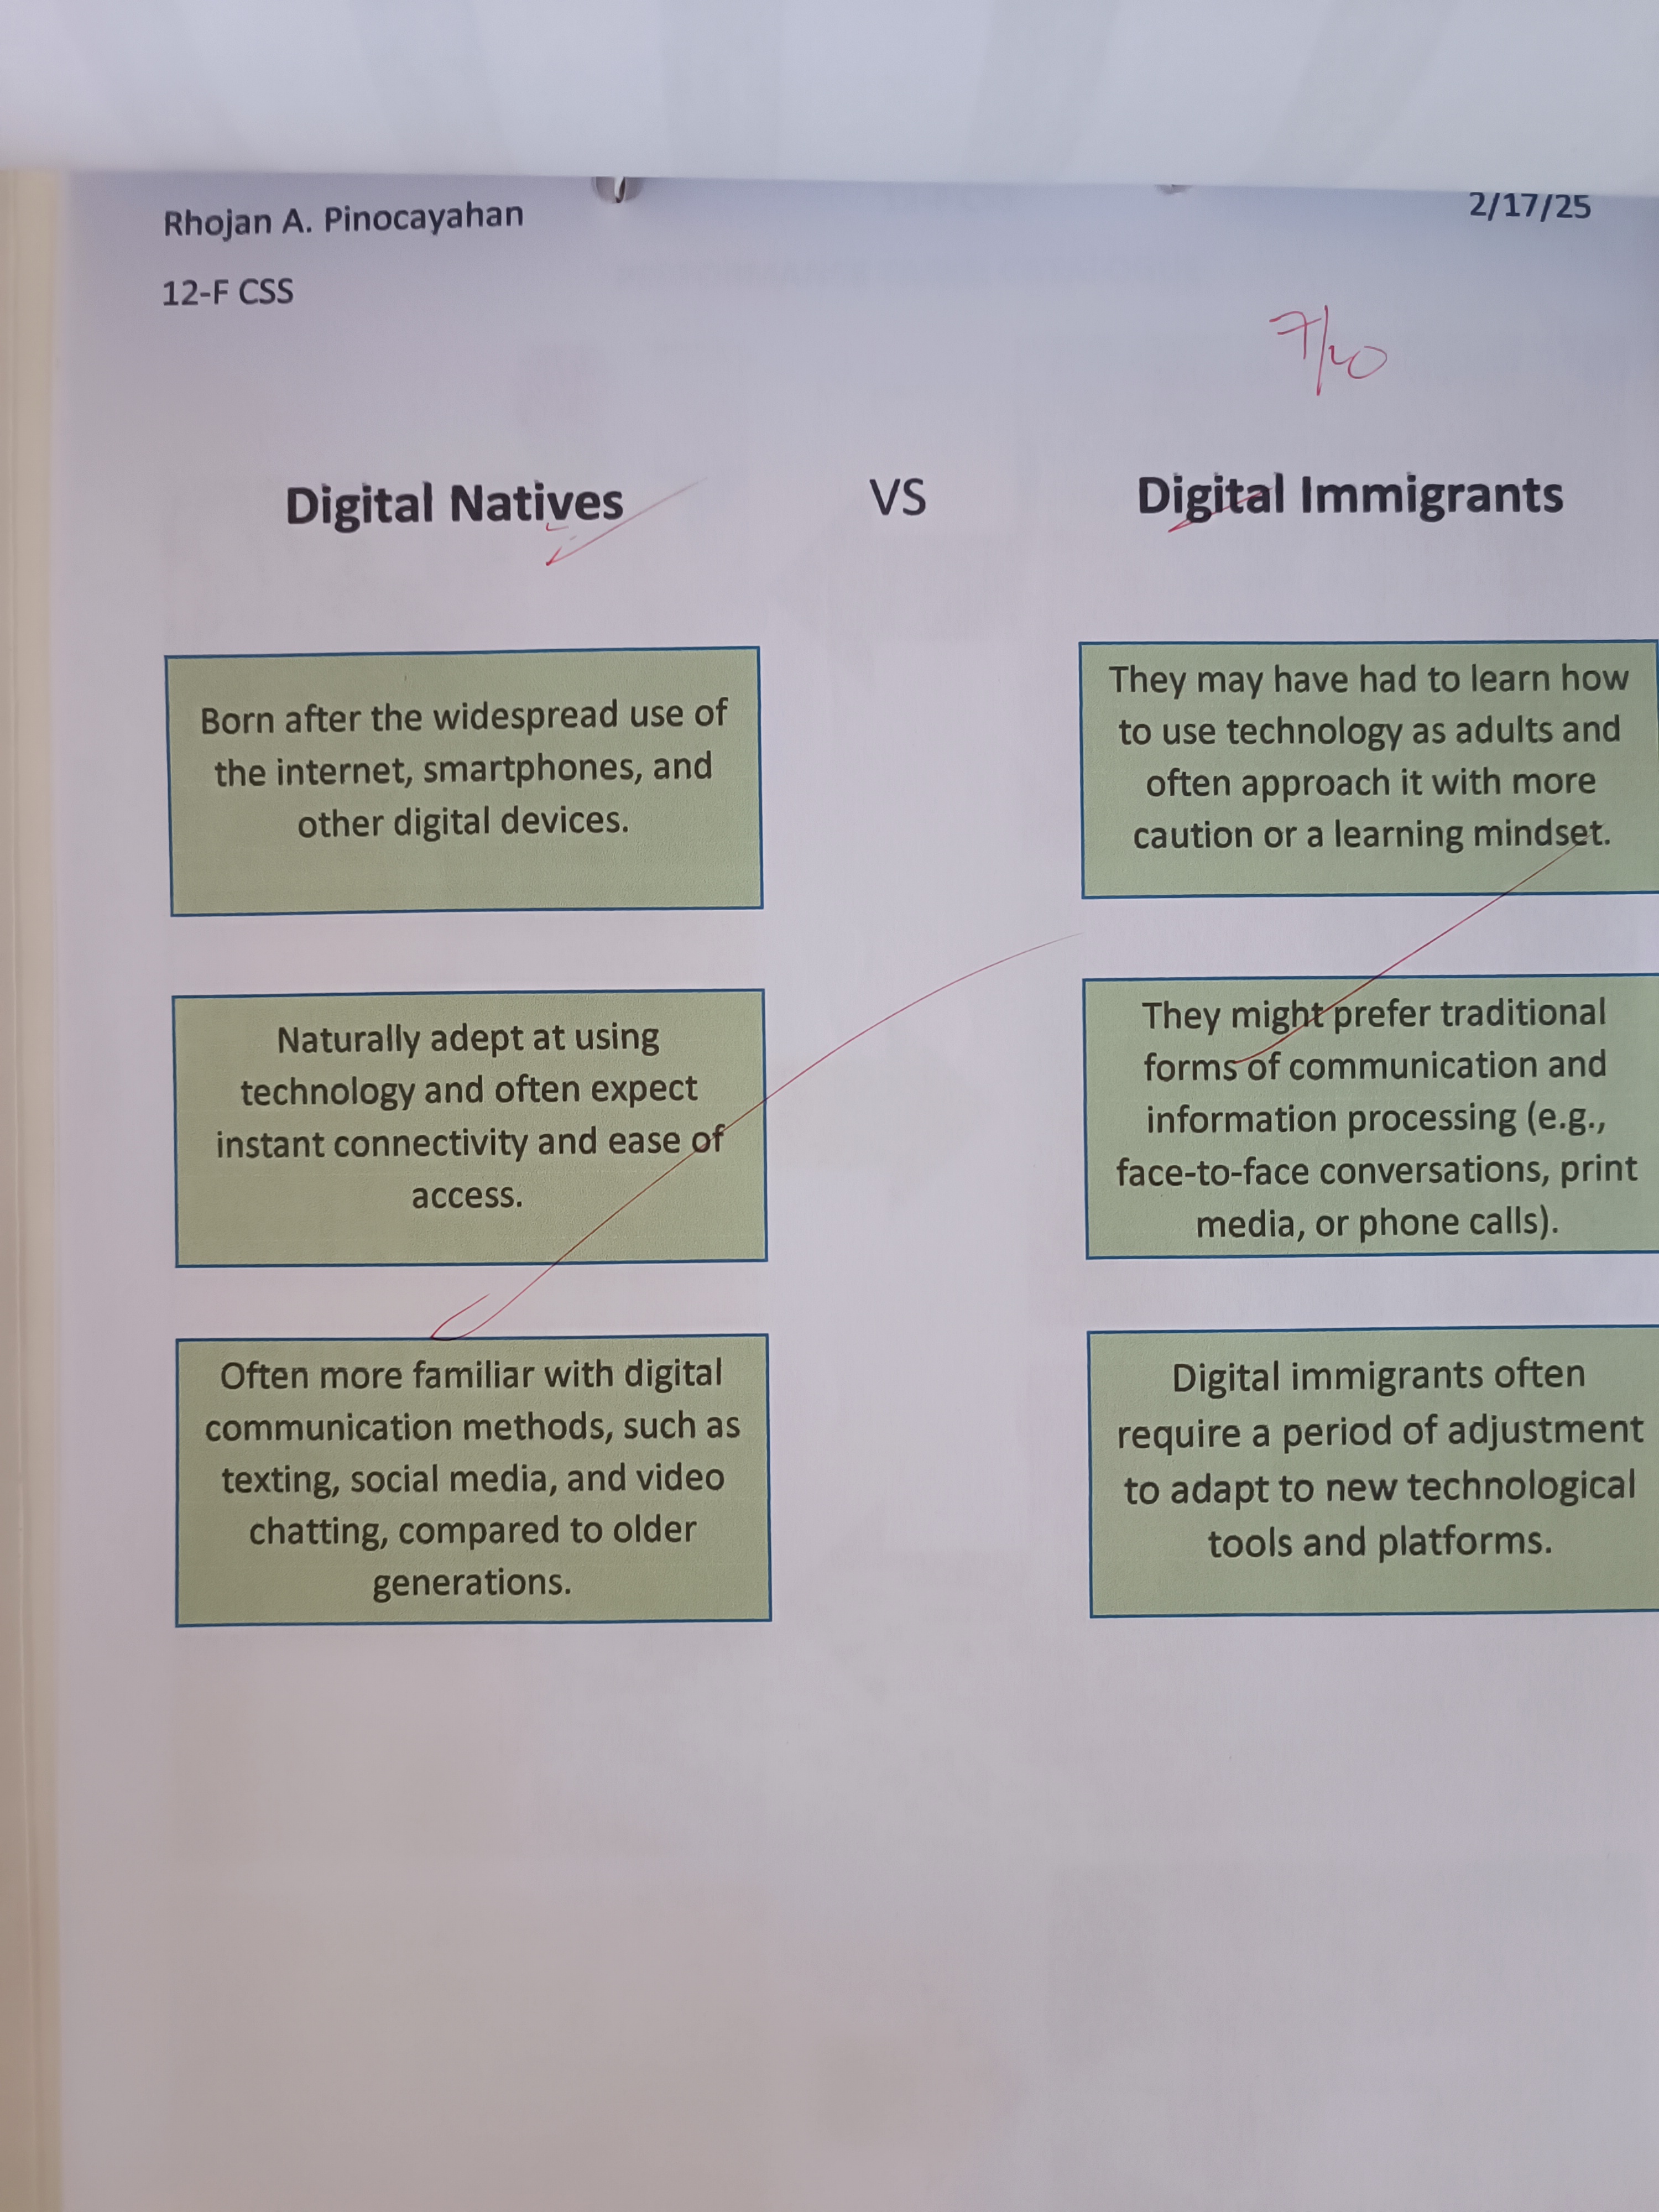 Rhojan A. Pinocayahan
2/17/25
12-F CSS
7/10
Digital Natives
VS
Digital Immigrants
Born after the widespread use of
the internet, smartphones, and
other digital devices.
They may have had to learn how
to use technology as adults and
often approach it with more
caution or a learning mindset.
Naturally adept at using
technology and often expect
instant connectivity and ease of
access.
They might prefer traditional
forms of communication and
information processing (e.g.,
face-to-face conversations, print
media, or phone calls).
Often more familiar with digital
communication methods, such as
texting, social media, and video
chatting, compared to older
generations.
Digital immigrants often
require a period of adjustment
to adapt to new technological
tools and platforms.